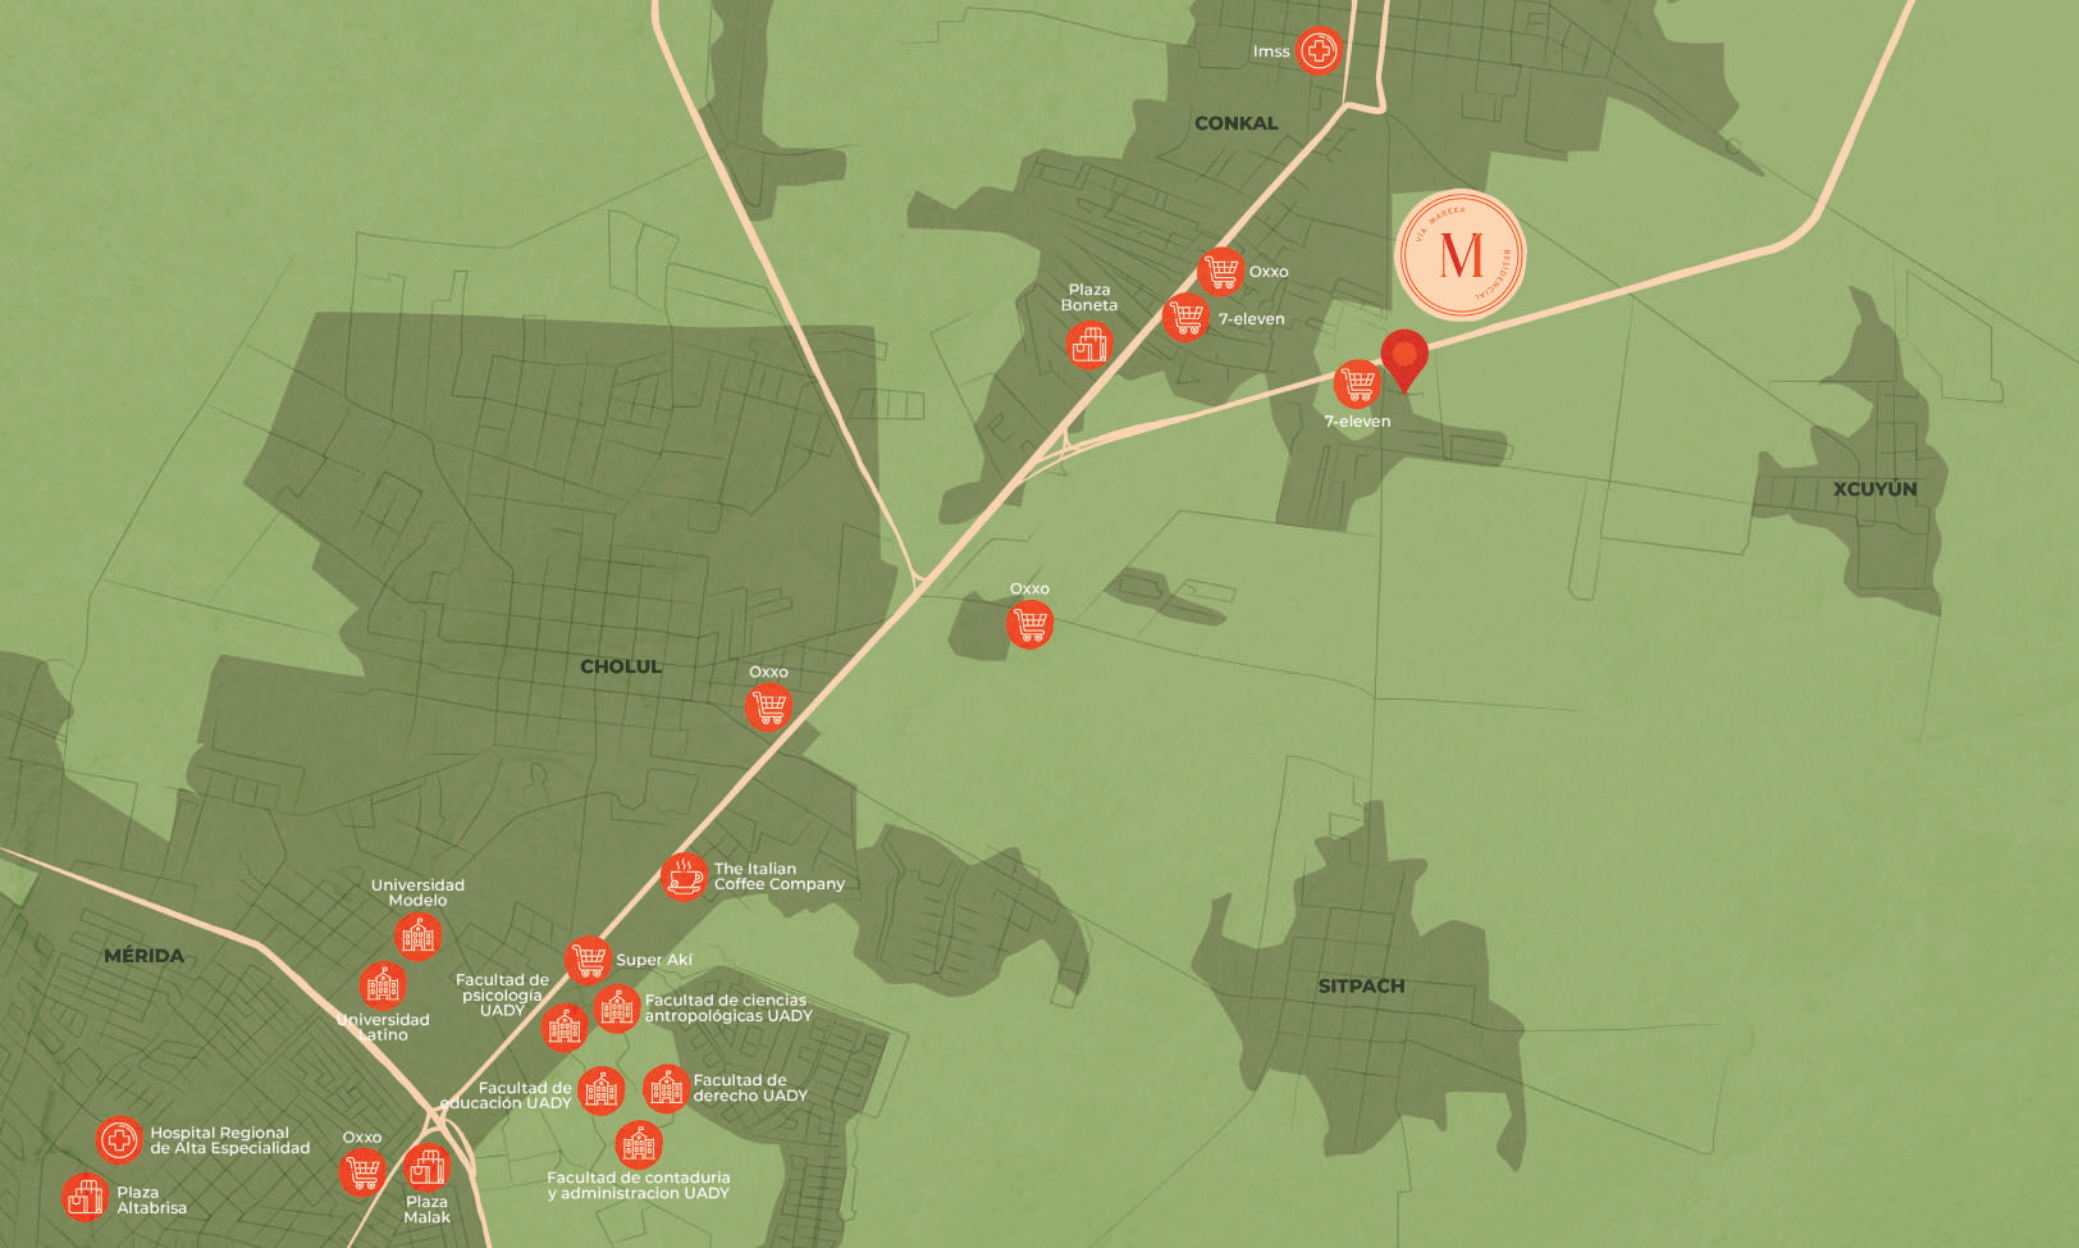 Imss
CONKAL
VÍA MAREKA
RESIDENCIAL
M
Oxxo
Plaza
Boneta
7-eleven
7-eleven
XCUYÚN
Oxxo
CHOLUL
Oxxo
The Italian
Coffee Company
Universidad
Modelo
MÉRIDA
Super Akí
Facultad de
psicología
UADY
SITPACH
Facultad de ciencias
antropológicas UADY
Universidad
Latino
Facultad de
educación UADY
Facultad de
derecho UADY
Hospital Regional
de Alta Especialidad
Oxxo
Facultad de contaduria
y administracion UADY
Plaza
Altabrisa
Plaza
Malak